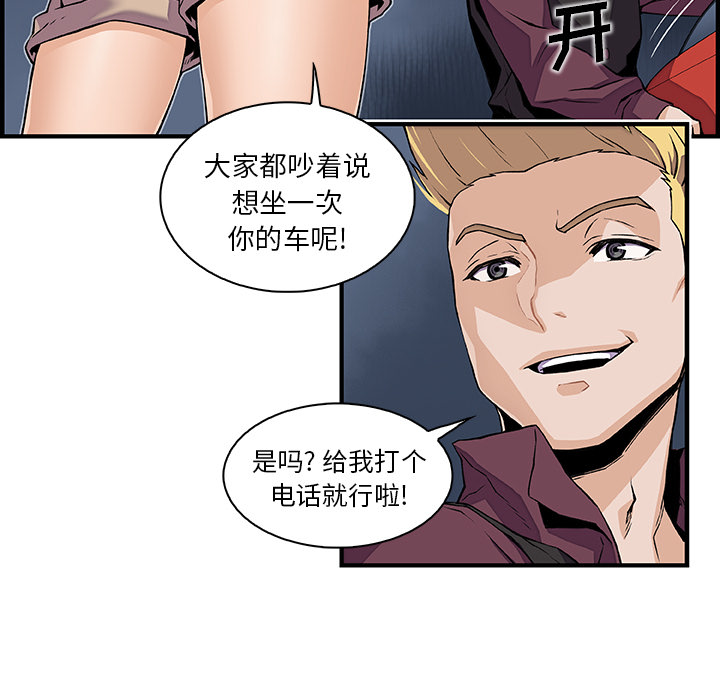 开
大家都吵着说
想坐一次
你的车呢!
是吗? 给我打个
电话就行啦!